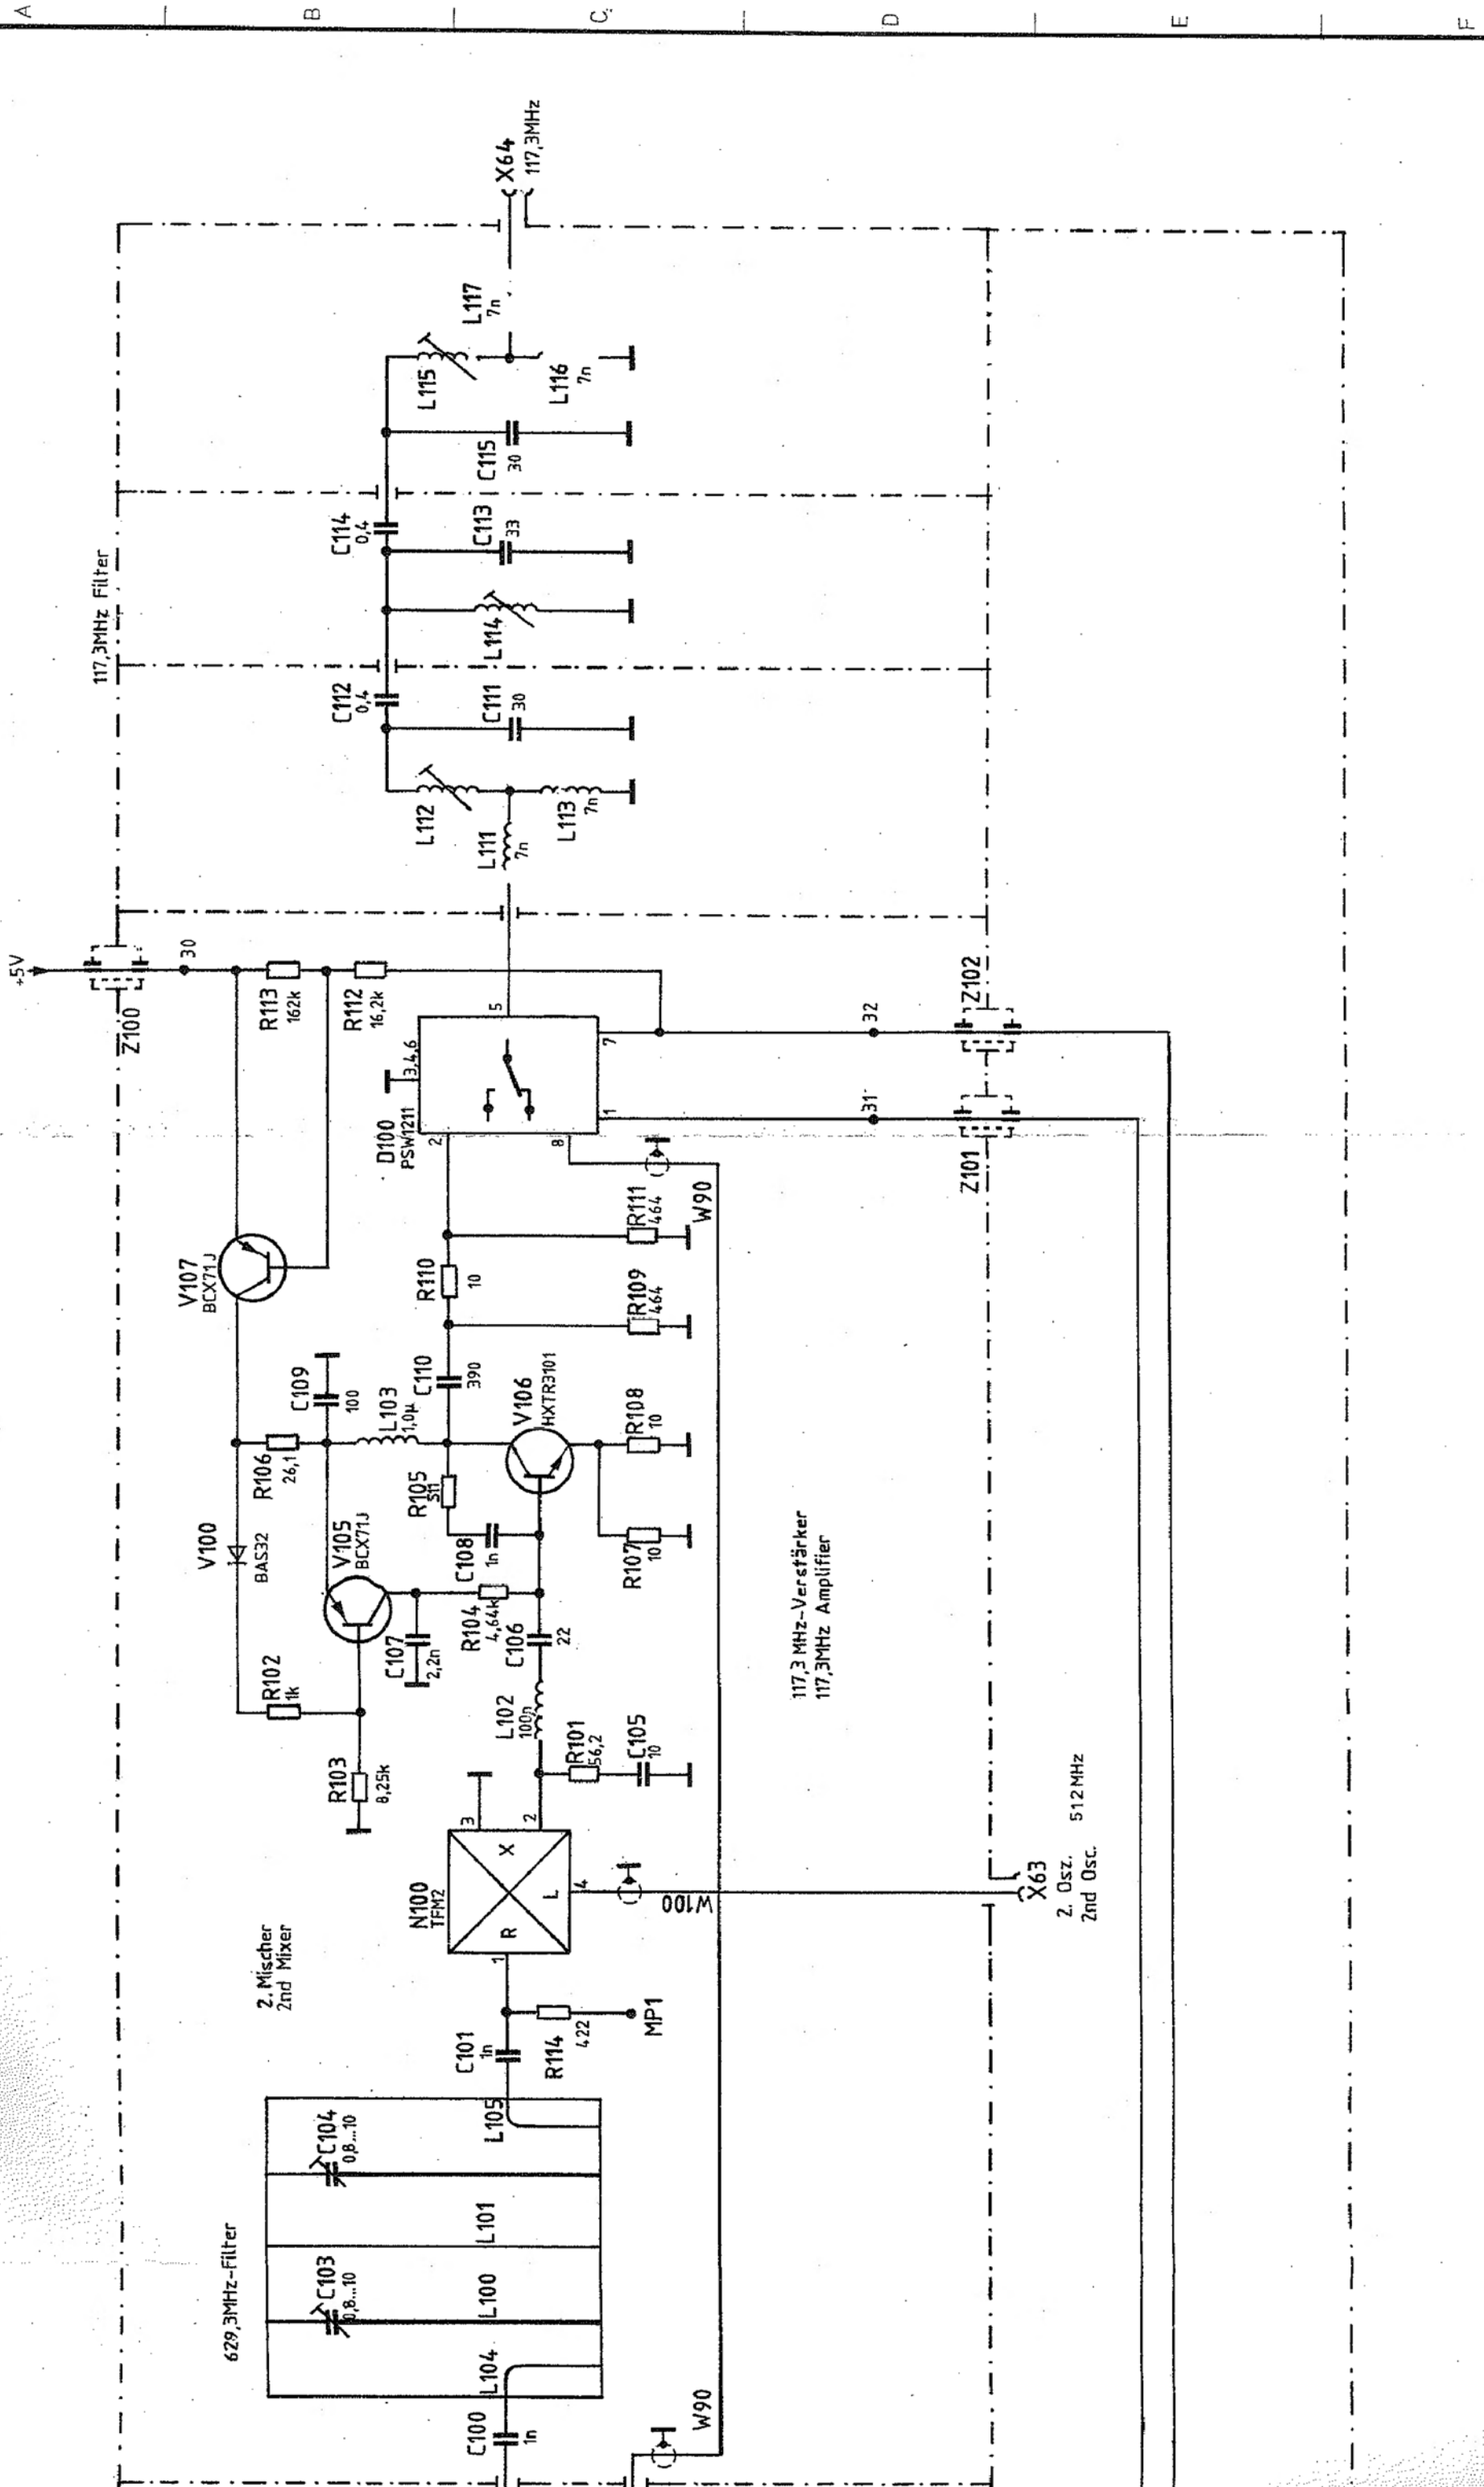 A
B
C
D
E
F
X64
117,3MHz
L117
7n
L115
L116
7n
C115
30
C114
0,4
C113
33
117,3MHz Filter
L114
C112
0,4
C111
30
L112
L113
7n
L111
7n
+5V
30
Z100
R113
162k
R112
16,2k
5
3,4,6
7
32
Z102
D100
PSW1211
2
8
1
31
Z101
V107
BCX71J
R110
10
R111
464
W90
R109
464
C109
100
L103
1,0µ
C110
390
V106
HXTR3101
R108
10
R106
26,1
R105
511
V100
BAS32
V105
BCX71J
C108
1n
R107
10
R104
4,64k
C107
2,2n
C106
22
R102
1k
L102
100n
117,3 MHz-Verstärker
117,3MHz Amplifier
R101
56,2
C105
10
R103
8,25k
3
2
N100
TFM2
R
X
L
4
1
W100
X63
2. Osz.
2nd Osc.
512MHz
2. Mischer
2nd Mixer
C101
1n
R114
422
MP1
L105
C104
0,8...10
L101
629,3MHz-Filter
C103
0,8...10
L100
L104
C100
1n
W90